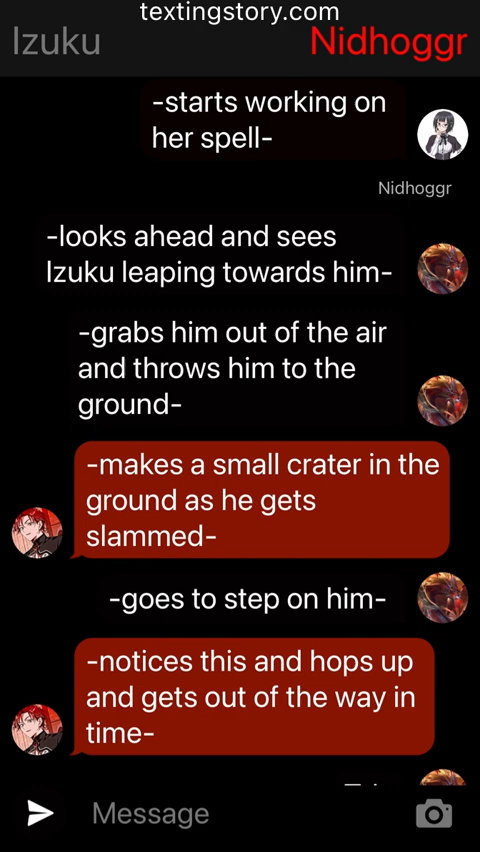 textingstory.com
Izuku
Nidhoggr
-starts working on
her spell-
Nidhoggr
-looks ahead and sees
Izuku leaping towards him-
-grabs him out of the air
and throws him to the
ground-
-makes a small crater in the
ground as he gets
slammed-
-goes to step on him-
-notices this and hops up
and gets out of the way in
time-
Message